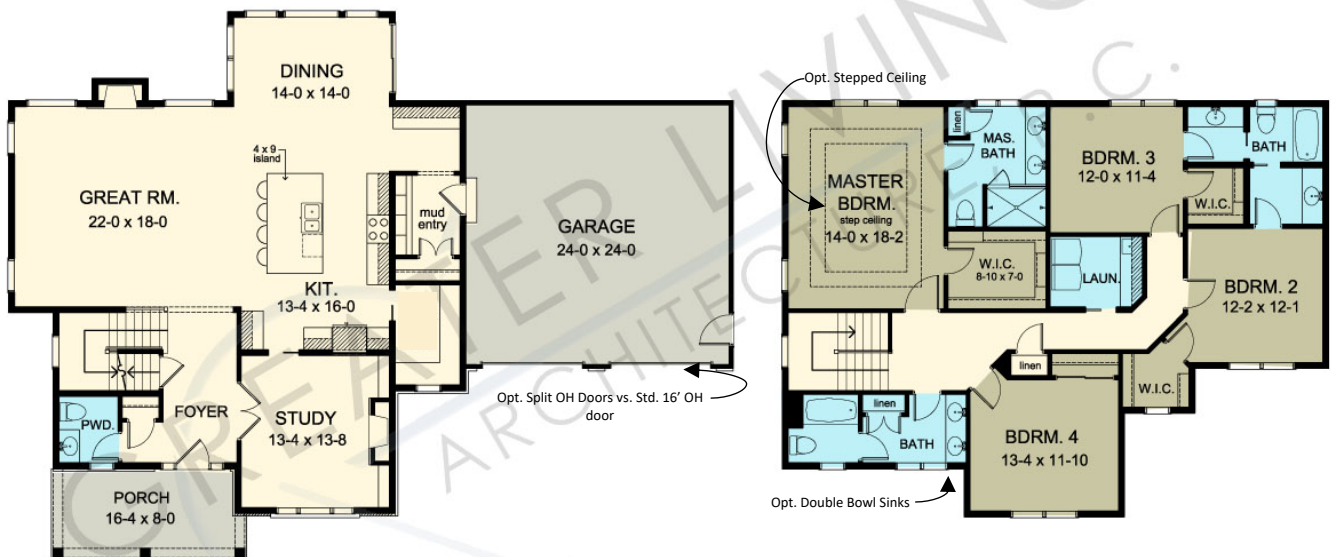 DINING
14-0 x 14-0
4 x 9
island
GREAT RM.
22-0 x 18-0
mud
entry
GARAGE
24-0 x 24-0
KIT.
13-4 x 16-0
FOYER
PWD.
STUDY
13-4 x 13-8
PORCH
16-4 x 8-0
Opt. Split OH Doors vs. Std. 16’ OH
door
Opt. Stepped Ceiling
linen
MAS.
BATH
MASTER
BDRM.
step ceiling
14-0 x 18-2
BDRM. 3
12-0 x 11-4
BATH
W.I.C.
W.I.C.
8-10 x 7-0
LAUN.
BDRM. 2
12-2 x 12-1
linen
W.I.C.
linen
BATH
BDRM. 4
13-4 x 11-10
Opt. Double Bowl Sinks
GREATER LIVING
ARCHITECTURE, P.C.